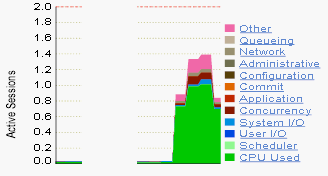 2.0
1.8
1.6
1.4
1.2
1.0
0.8
0.6
0.4
0.2
0.0
Active Sessions
Other
Queueing
Network
Administrative
Configuration
Commit
Application
Concurrency
System I/O
User I/O
Scheduler
CPU Used